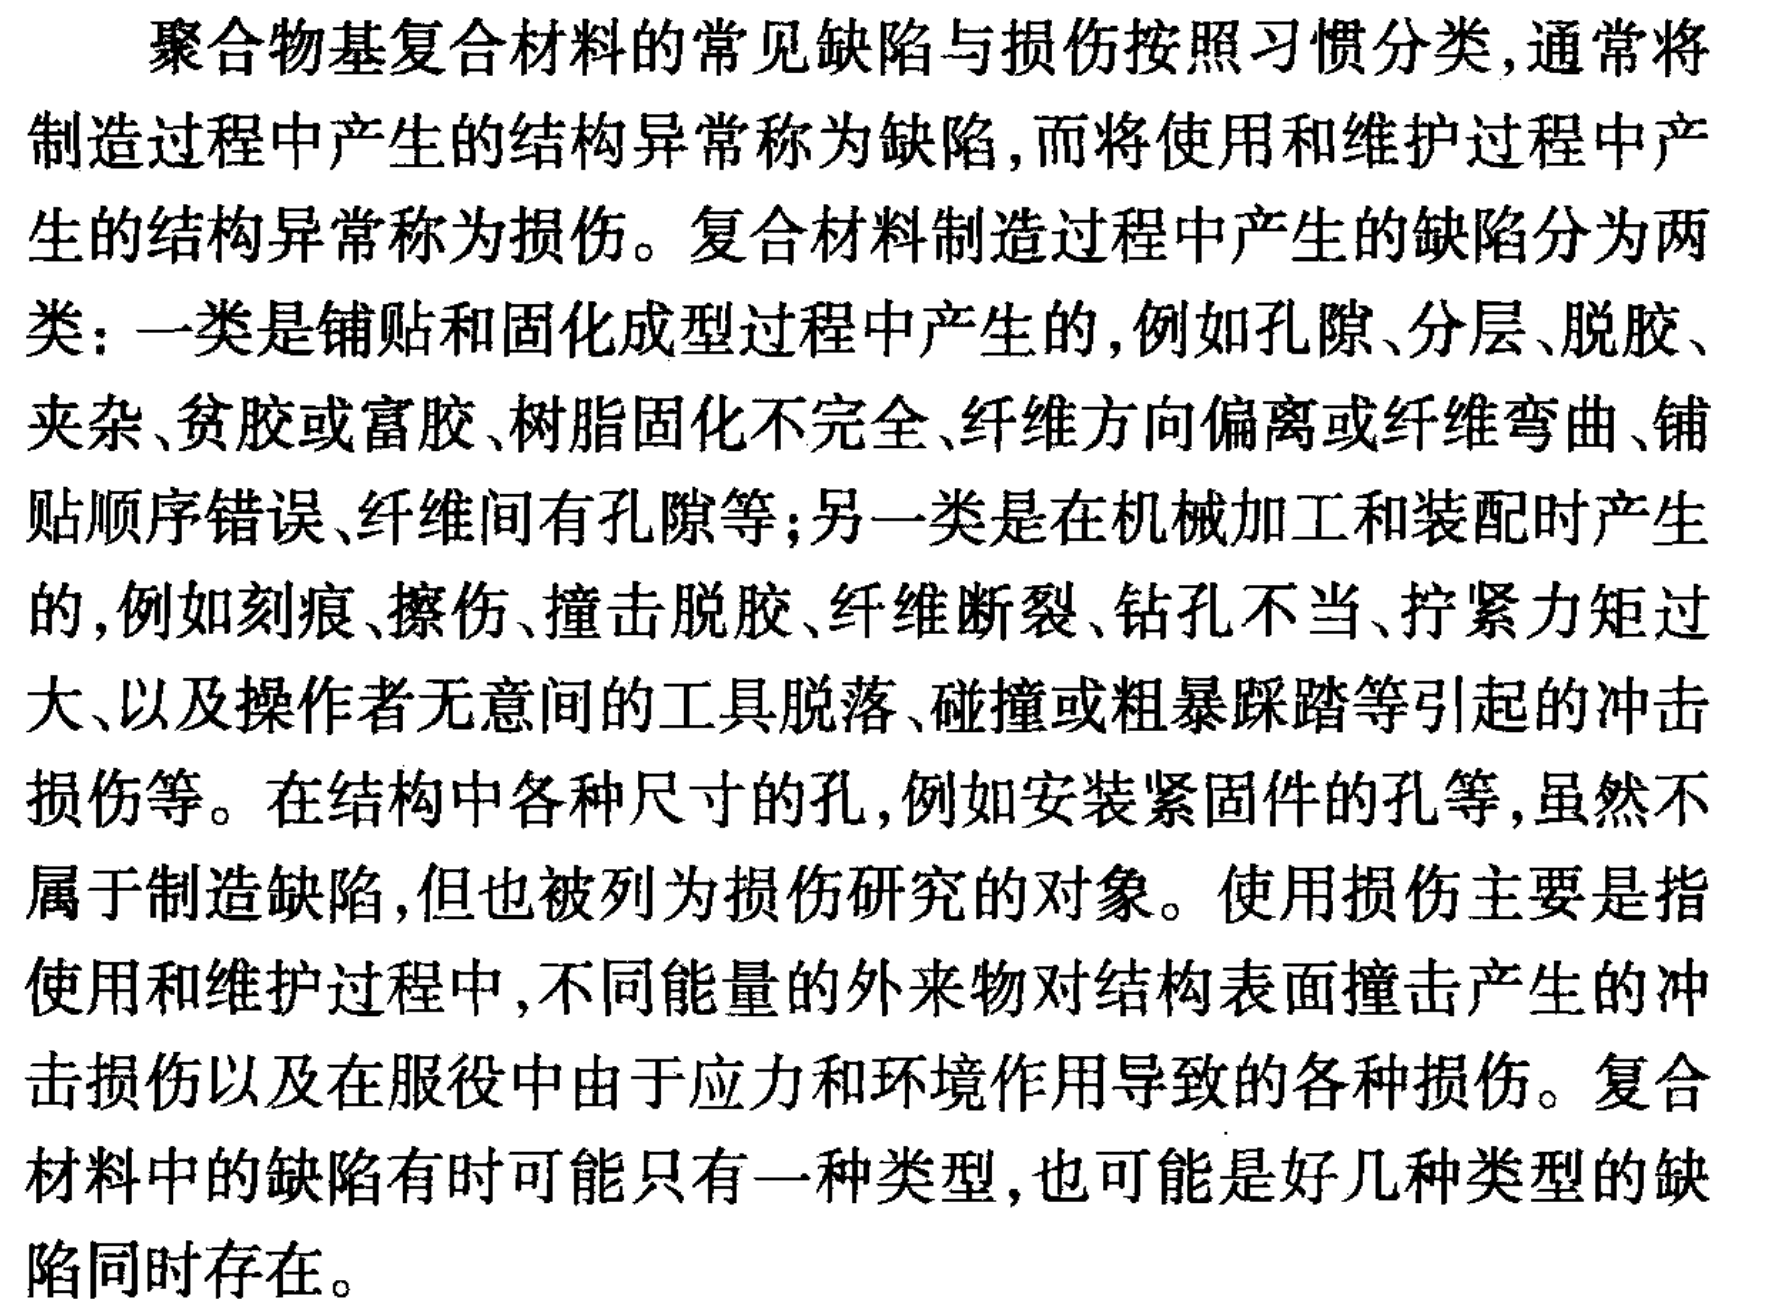 聚合物基复合材料的常见缺陷与损伤按照习惯分类,通常将
制造过程中产生的结构异常称为缺陷,而将使用和维护过程中产
生的结构异常称为损伤。复合材料制造过程中产生的缺陷分为两
类：一类是铺贴和固化成型过程中产生的,例如孔隙、分层、脱胶、
夹杂、贫胶或富胶、树脂固化不完全、纤维方向偏离或纤维弯曲、铺
贴顺序错误、纤维间有孔隙等;另一类是在机械加工和装配时产生
的,例如刻痕、擦伤、撞击脱胶、纤维断裂、钻孔不当、拧紧力矩过
大、以及操作者无意间的工具脱落、碰撞或粗暴踩踏等引起的冲击
损伤等。在结构中各种尺寸的孔,例如安装紧固件的孔等,虽然不
属于制造缺陷,但也被列为损伤研究的对象。使用损伤主要是指
使用和维护过程中,不同能量的外来物对结构表面撞击产生的冲
击损伤以及在服役中由于应力和环境作用导致的各种损伤。复合
材料中的缺陷有时可能只有一种类型,也可能是好几种类型的缺
陷同时存在。